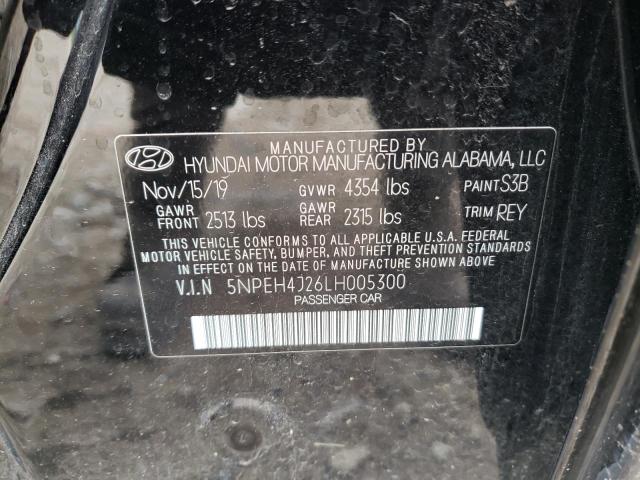 MANUFACTURED BY
HYUNDAI MOTOR MANUFACTURING ALABAMA, LLC
Nov/15/19 GVWR 4354 lbs PAINT S3B
GAWR FRONT 2513 lbs GAWR REAR 2315 lbs TRIM REY
THIS VEHICLE CONFORMS TO ALL APPLICABLE U.S.A. FEDERAL
MOTOR VEHICLE SAFETY, BUMPER, AND THEFT PREVENTION STANDARDS
IN EFFECT ON THE DATE OF MANUFACTURE SHOWN ABOVE.
V.I.N 5NPEH4J26LH005300
PASSENGER CAR